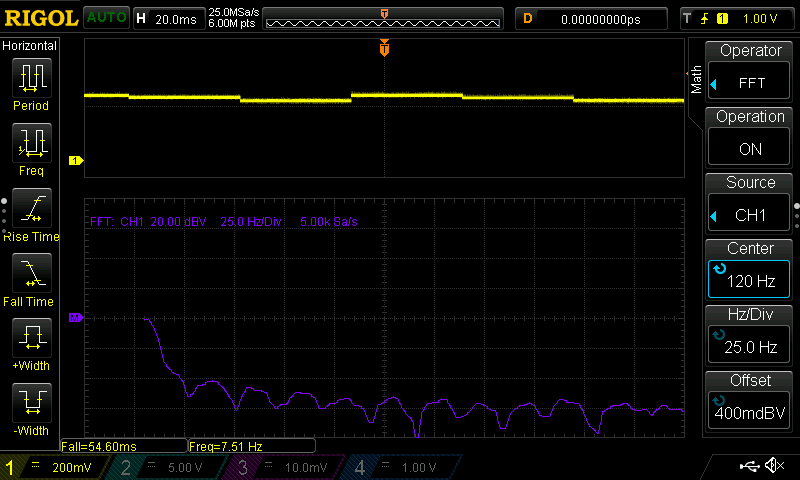 RIGOL AUTO H 20.0ms 25.0MSa/s 6.00M pts T D 0.00000000ps T 1 1.00 V
Horizontal
Period
Freq
Rise Time
Fall Time
+Width
-Width
T
1
FFT: CH1 20.00 dBV 25.0 Hz/Div 5.00k Sa/s
M
Fall=54.60ms Freq=7.51 Hz
Math
Operator
FFT
Operation
ON
Source
CH1
Center
120 Hz
Hz/Div
25.0 Hz
Offset
400mdBV
1 200mV 2 5.00 V 3 10.0mV 4 1.00 V